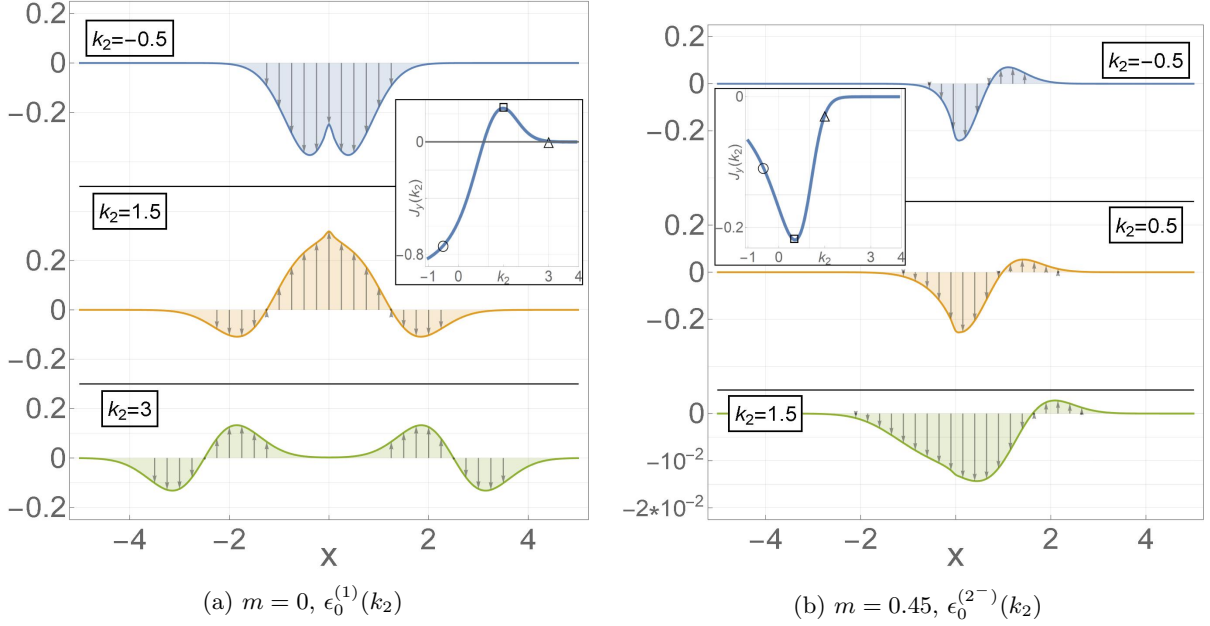 0.2
k₂=−0.5
0
−0.2
k₂=1.5
0.2
0
−0.2
k₂=3
0.2
0
−0.2
−4 −2 0 2 4
x
0
J_y(k₂)
−0.8
−1 0 k₂ 3 4
(a) m = 0, ϵ₀⁽¹⁾(k₂)
0.2
k₂=−0.5
0
−0.2
0.2
k₂=0.5
0
−0.2
k₂=1.5
0
−10⁻²
−2*10⁻²
−4 −2 0 2 4
x
0
J_y(k₂)
−0.2
−1 0 k₂ 3 4
(b) m = 0.45, ϵ₀⁽²⁻⁾(k₂)